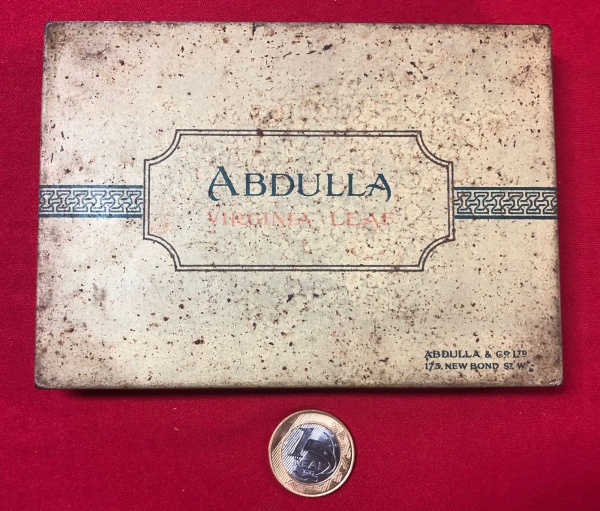 ABDULLA
VIRGINIA LEAF
ABDULLA & Co LTD
173, NEW BOND ST. W.
1
REAL